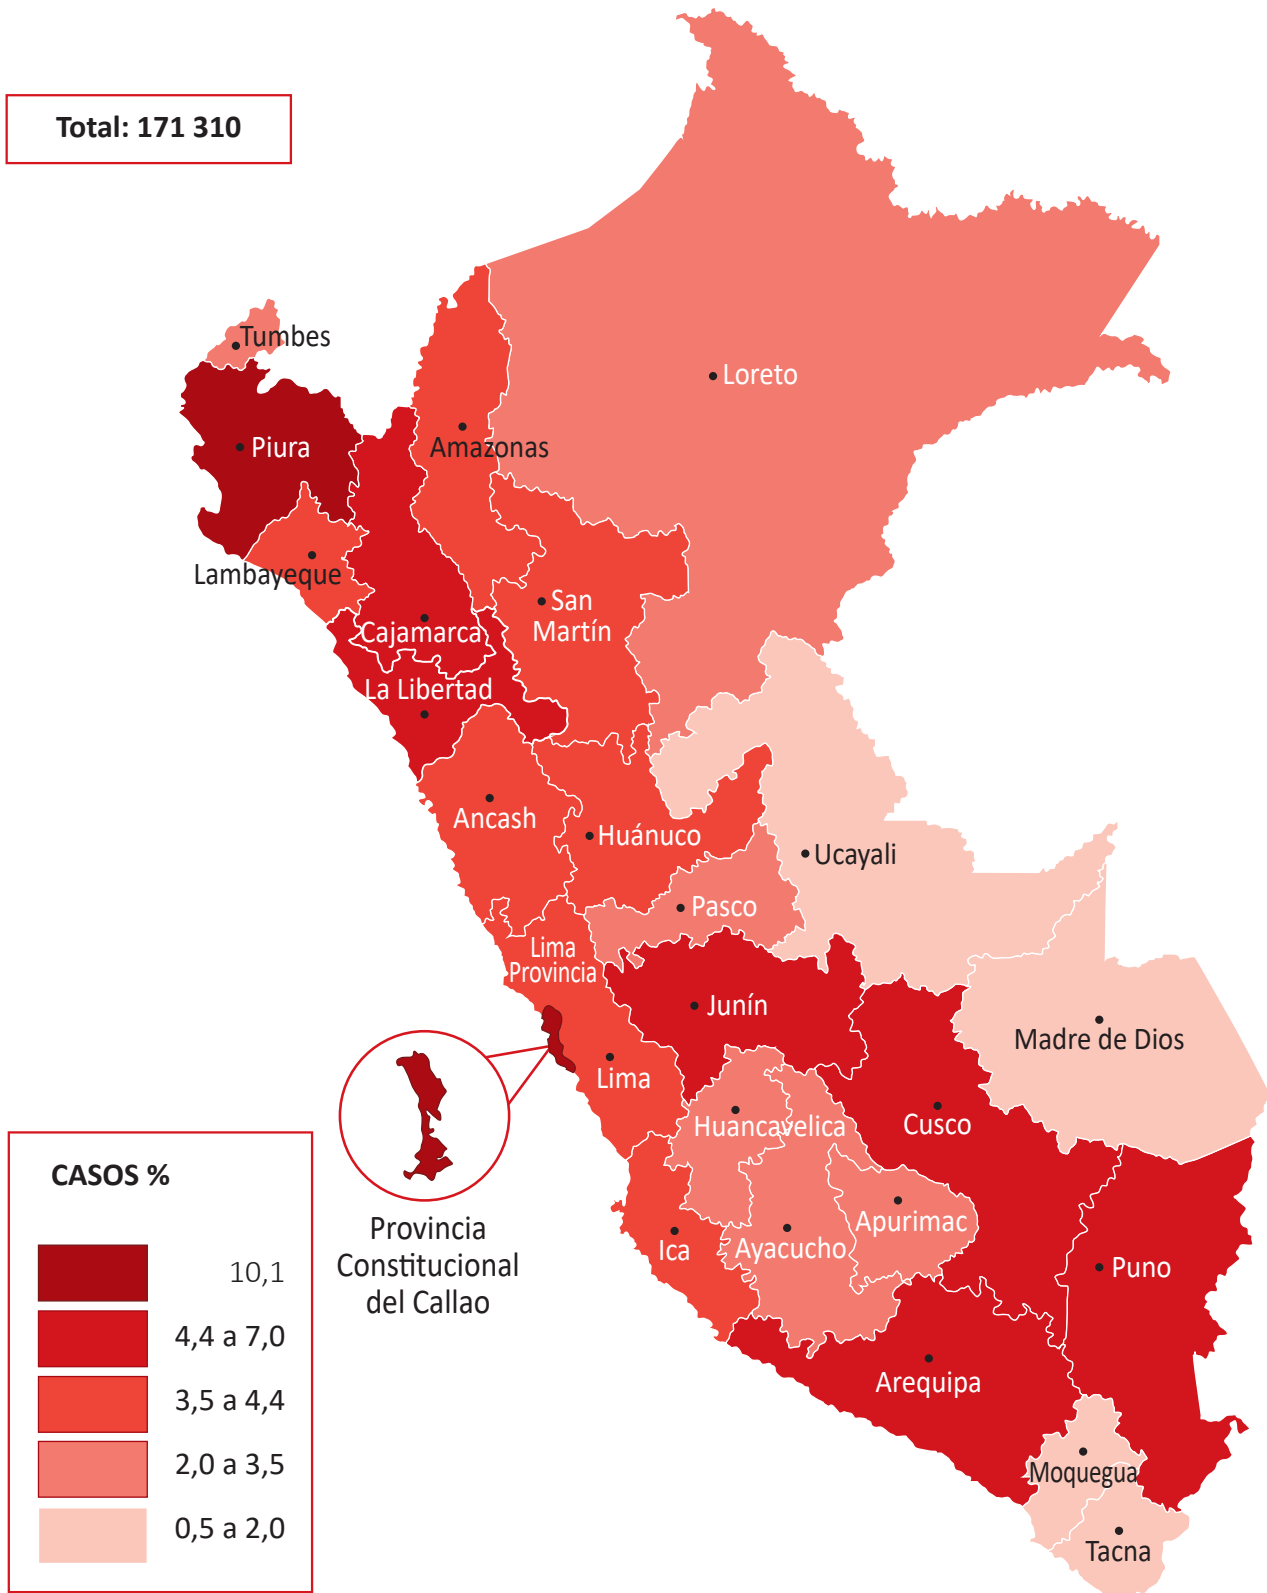 Total: 171 310
Tumbes
Loreto
Piura
Amazonas
Lambayeque
San
Martín
Cajamarca
La Libertad
Ancash
Huánuco
Ucayali
Pasco
Lima
Provincia
Junín
Madre de Dios
Lima
Huancavelica
Cusco
Provincia
Constitucional
del Callao
Ica
Ayacucho
Apurimac
Puno
Arequipa
Moquegua
Tacna
CASOS %
10,1
4,4 a 7,0
3,5 a 4,4
2,0 a 3,5
0,5 a 2,0